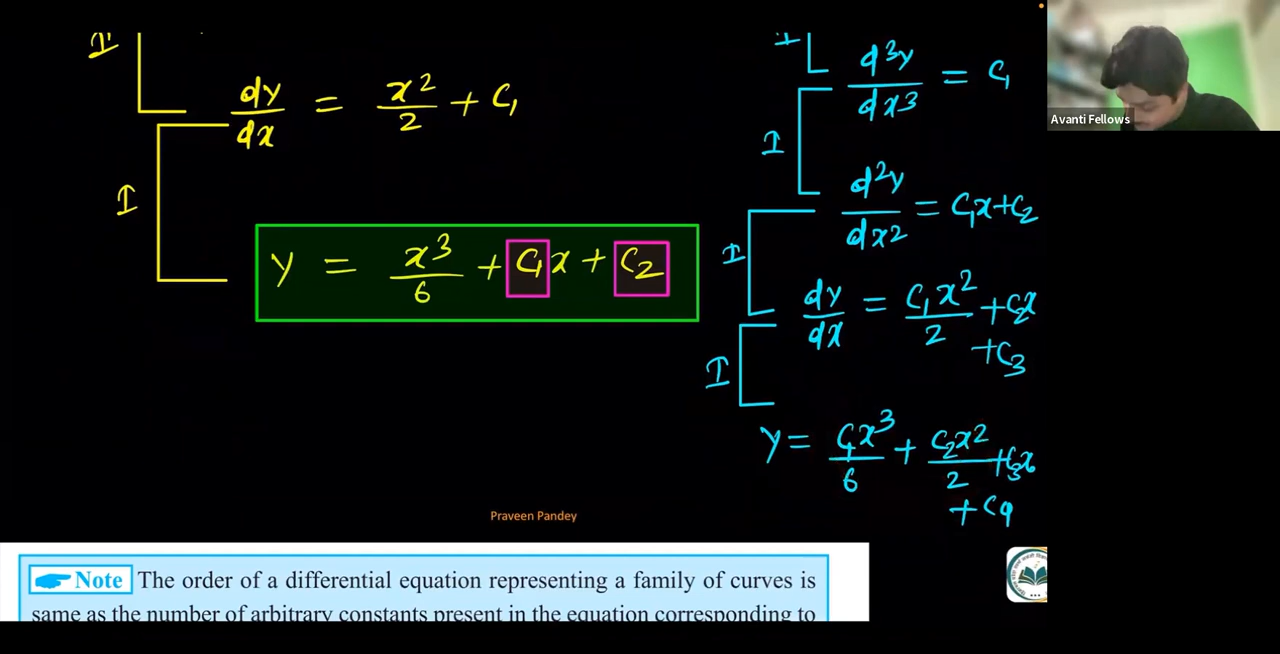 I
dy/dx = x2/2 + C1
I
y = x3/6 + C1x + C2
I
d3y/dx3 = C1
I
d2y/dx2 = C1x+C2
I
dy/dx = C1x2/2 + C2x
+C3
I
y = C1x3/6 + C2x2/2 + C3x
+ C4
Avanti Fellows
Praveen Pandey
Note The order of a differential equation representing a family of curves is
same as the number of arbitrary constants present in the equation corresponding to